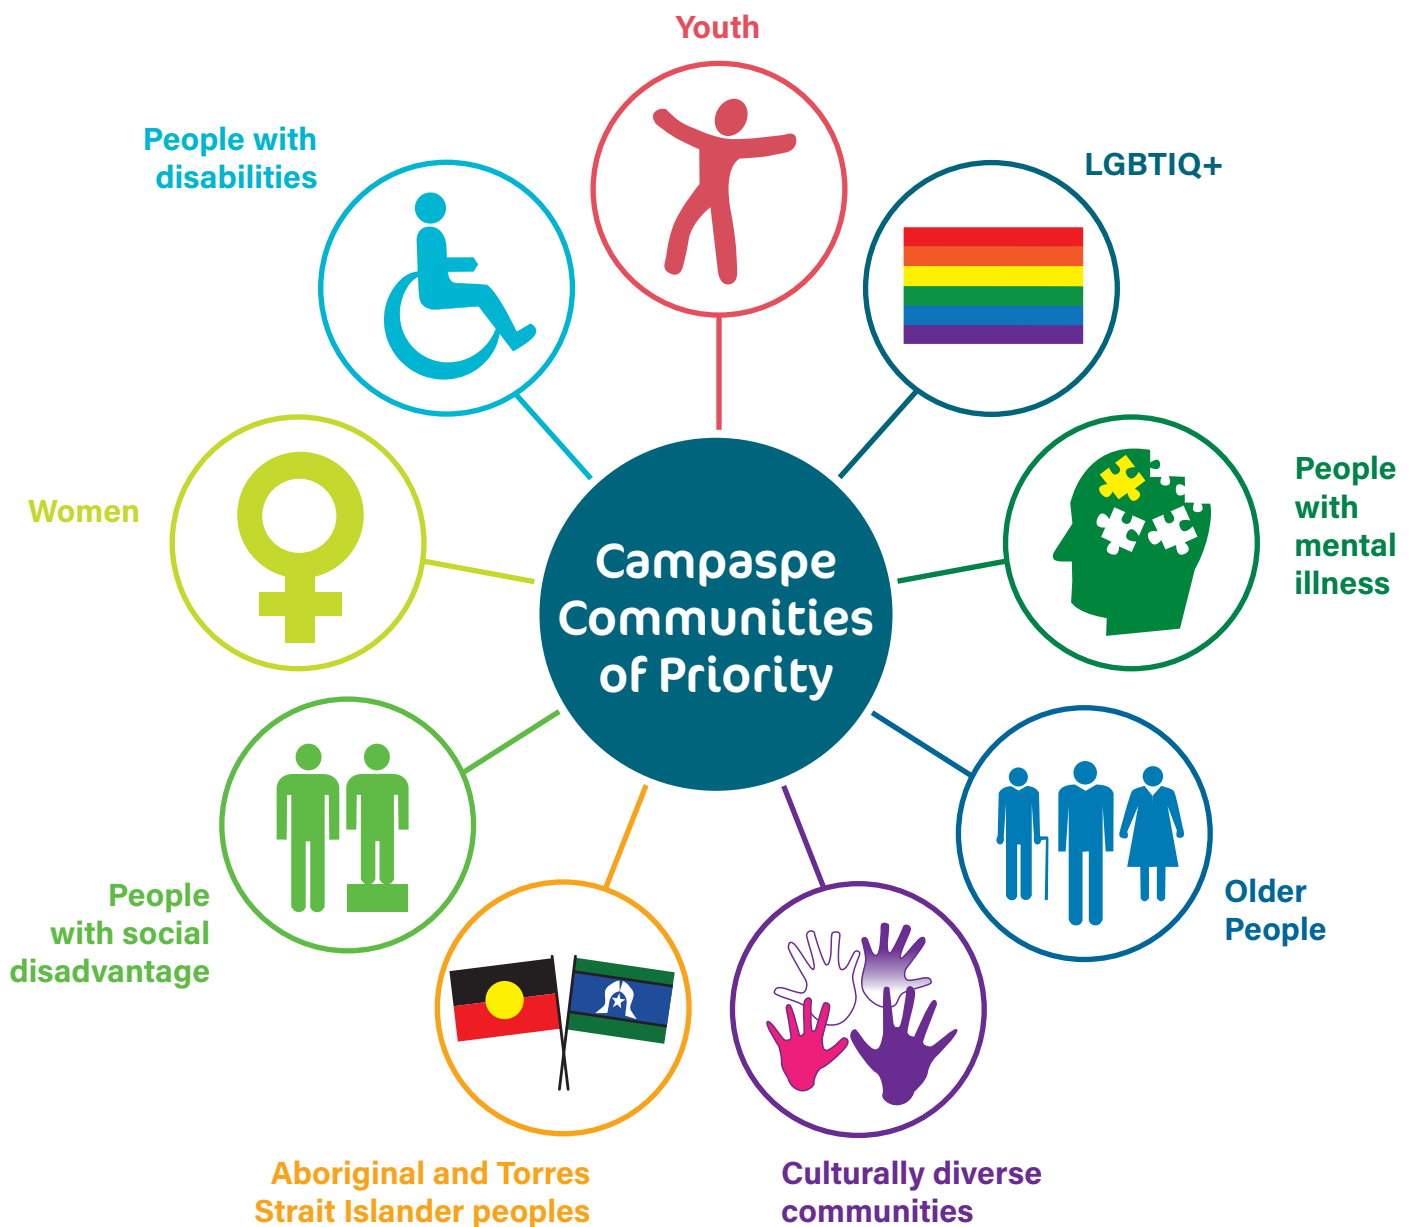 Youth
People with
disabilities
LGBTIQ+
Women
People
with
mental
illness
Campaspe
Communities
of Priority
People
with social
disadvantage
Older
People
Aboriginal and Torres
Strait Islander peoples
Culturally diverse
communities